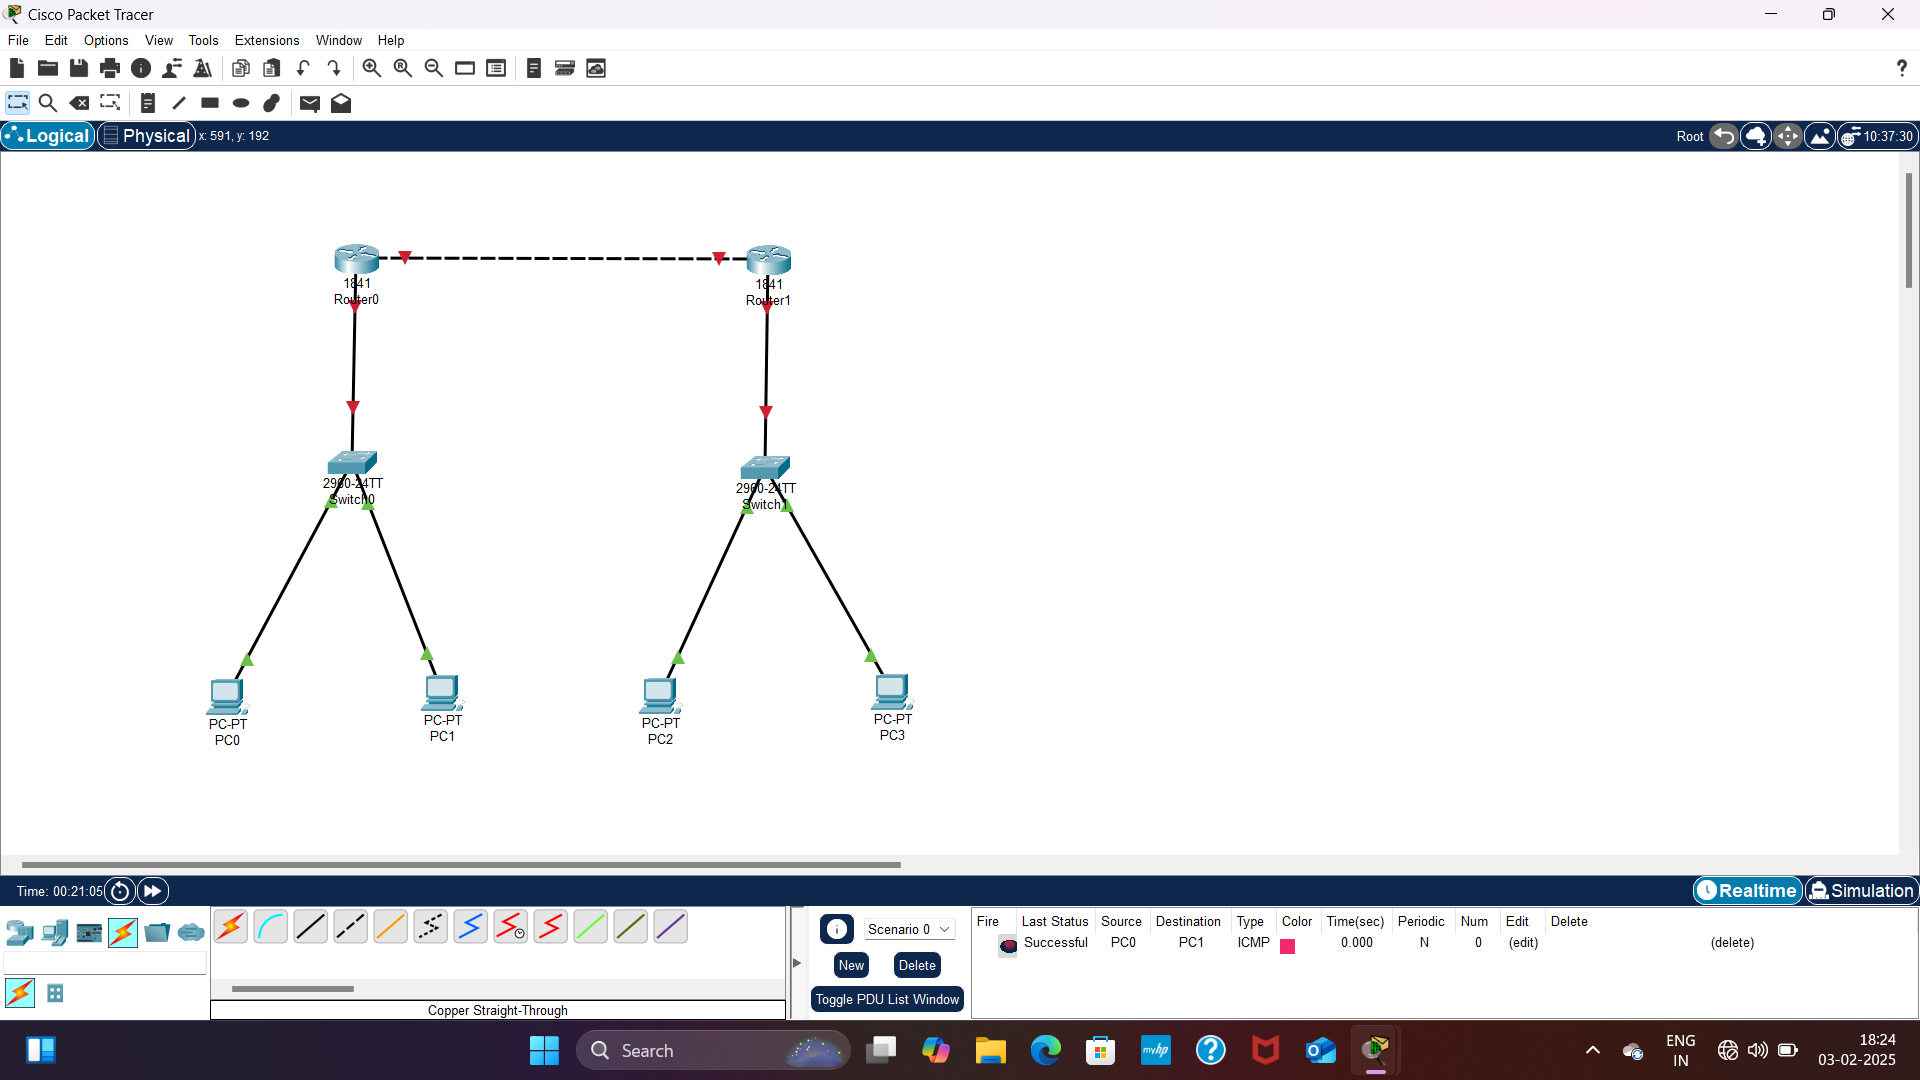 Cisco Packet Tracer
File Edit Options View Tools Extensions Window Help
?
Logical Physical x: 591, y: 192 Root 10:37:30
1841
Router0
1841
Router1
2960-24TT
Switch0
2960-24TT
Switch1
PC-PT
PC0
PC-PT
PC1
PC-PT
PC2
PC-PT
PC3
Time: 00:21:05 Realtime Simulation
Scenario 0
New Delete
Toggle PDU List Window
Fire Last Status Source Destination Type Color Time(sec) Periodic Num Edit Delete
Successful PC0 PC1 ICMP 0.000 N 0 (edit) (delete)
Copper Straight-Through
Search
myhp
?
ENG
IN
18:24
03-02-2025